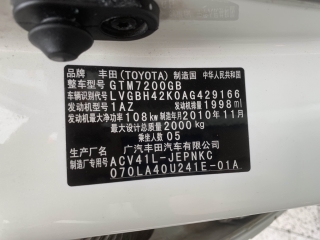 品牌 丰田(TOYOTA) 制造国 中华人民共和国
整车型号 GTM7200GB
车辆识别代号 LVGBH42K0AG429166
发动机型号 1AZ 发动机排量 1998ml
发动机最大净功率 108kw 制造年月 2010年11月
最大设计总质量 2000kg
乘坐人数 05
生产厂名 广汽丰田汽车有限公司
制造厂车型号 ACV41L-JEPNKC
070LA40U241E-01A